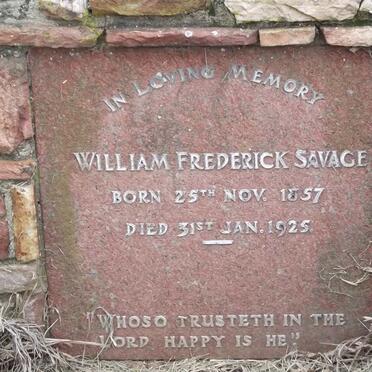 IN LOVING MEMORY
WILLIAM FREDERICK SAVAGE
BORN 25TH NOV. 1857
DIED 31ST JAN. 1925.
"WHOSO TRUSTETH IN THE
LORD HAPPY IS HE."